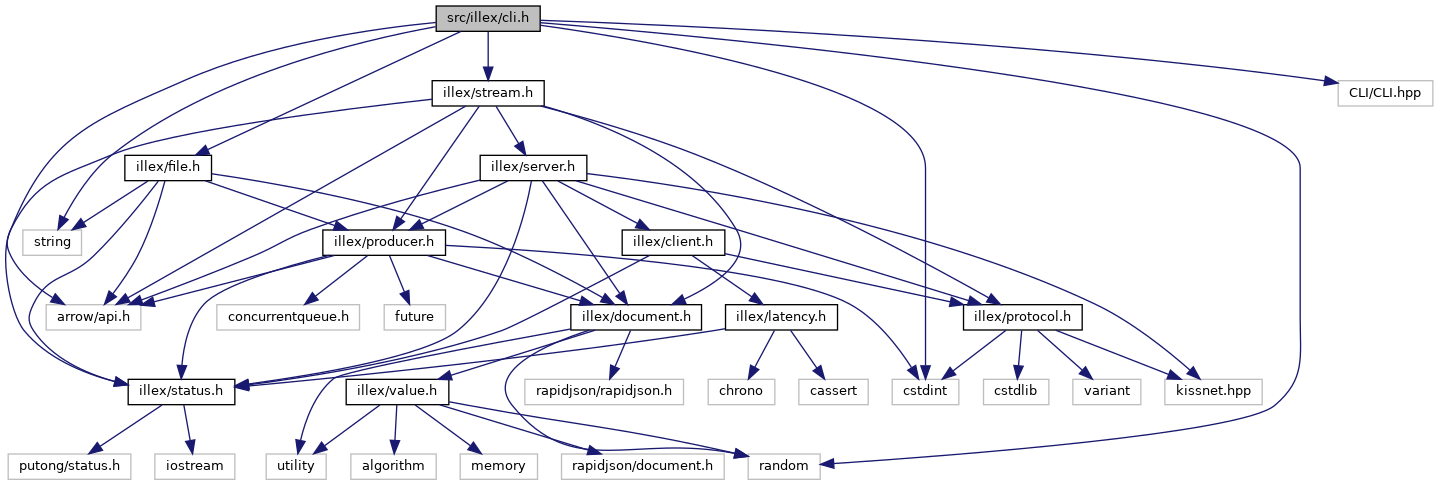 src/illex/cli.h
illex/stream.h
CLI/CLI.hpp
illex/file.h
illex/server.h
string
illex/producer.h
illex/client.h
arrow/api.h
concurrentqueue.h
future
illex/document.h
illex/latency.h
illex/protocol.h
illex/status.h
illex/value.h
rapidjson/rapidjson.h
chrono
cassert
cstdint
cstdlib
variant
kissnet.hpp
putong/status.h
iostream
utility
algorithm
memory
rapidjson/document.h
random